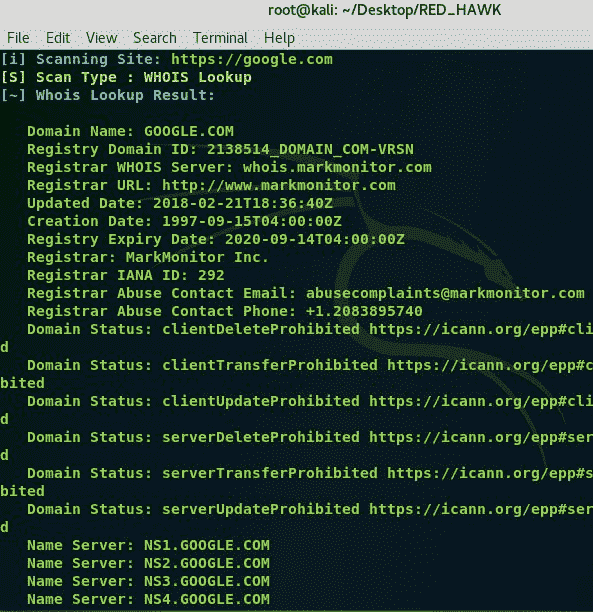 root@kali: ~/Desktop/RED_HAWK
File Edit View Search Terminal Help
[i] Scanning Site: https://google.com
[S] Scan Type : WHOIS Lookup
[~] Whois Lookup Result:
Domain Name: GOOGLE.COM
Registry Domain ID: 2138514_DOMAIN_COM-VRSN
Registrar WHOIS Server: whois.markmonitor.com
Registrar URL: http://www.markmonitor.com
Updated Date: 2018-02-21T18:36:40Z
Creation Date: 1997-09-15T04:00:00Z
Registry Expiry Date: 2020-09-14T04:00:00Z
Registrar: MarkMonitor Inc.
Registrar IANA ID: 292
Registrar Abuse Contact Email: abusecomplaints@markmonitor.com
Registrar Abuse Contact Phone: +1.2083895740
Domain Status: clientDeleteProhibited https://icann.org/epp#cli
d
Domain Status: clientTransferProhibited https://icann.org/epp#c
bited
Domain Status: clientUpdateProhibited https://icann.org/epp#cli
d
Domain Status: serverDeleteProhibited https://icann.org/epp#ser
d
Domain Status: serverTransferProhibited https://icann.org/epp#s
bited
Domain Status: serverUpdateProhibited https://icann.org/epp#ser
d
Name Server: NS1.GOOGLE.COM
Name Server: NS2.GOOGLE.COM
Name Server: NS3.GOOGLE.COM
Name Server: NS4.GOOGLE.COM